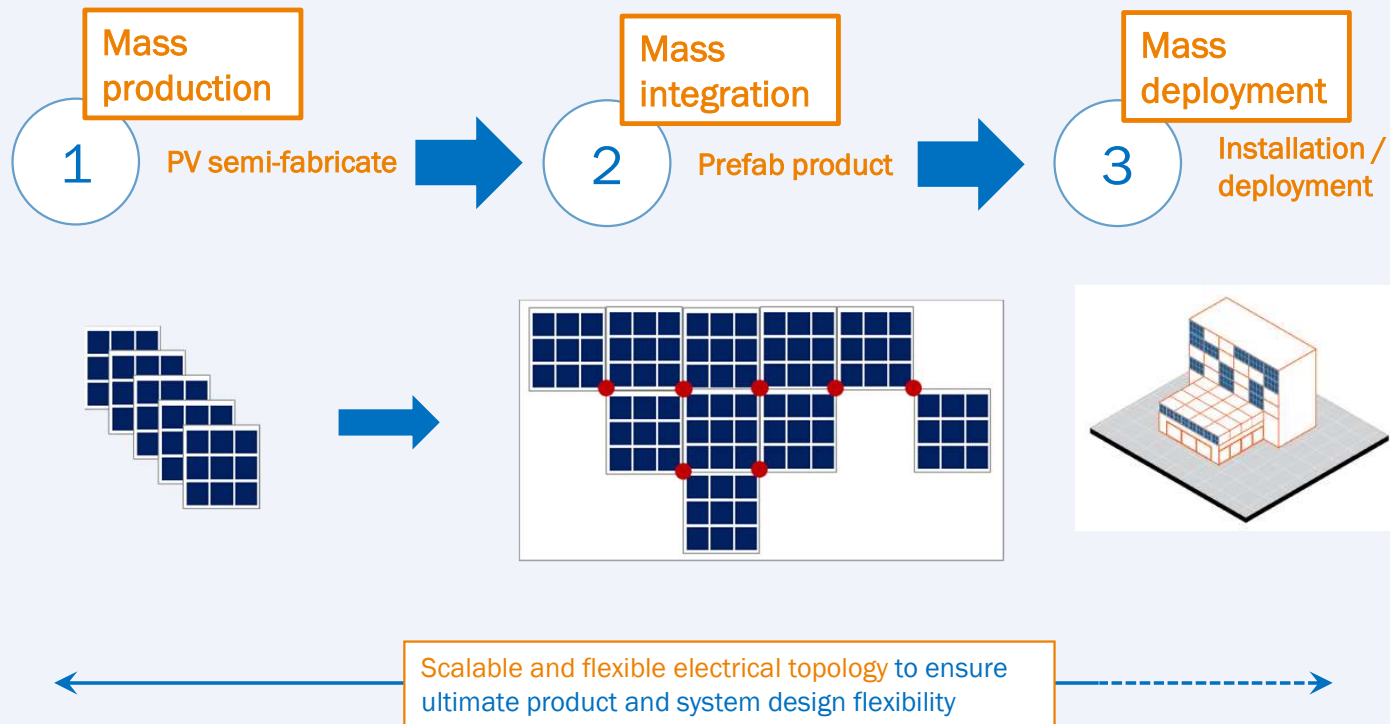 Mass
production
1
PV semi-fabricate
Mass
integration
2
Prefab product
Mass
deployment
3
Installation /
deployment
Scalable and flexible electrical topology to ensure
ultimate product and system design flexibility